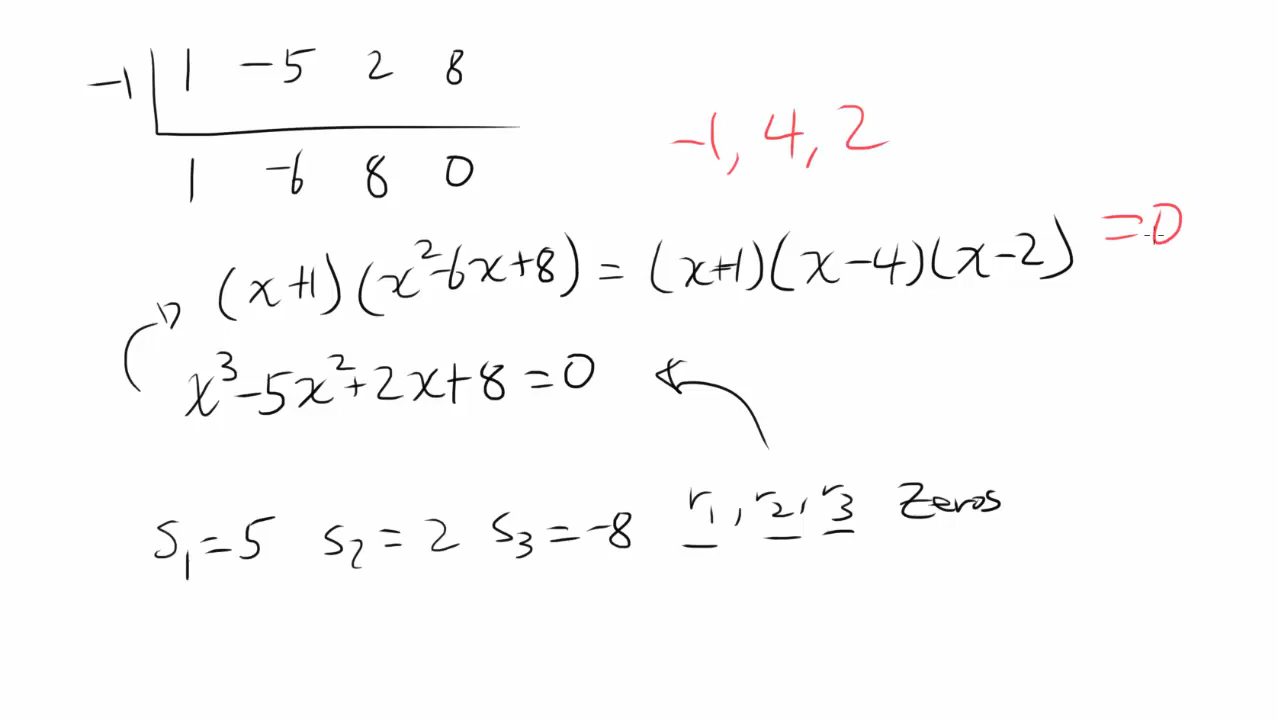 -1 | 1 -5 2 8
1 -6 8 0
-1, 4, 2
(x+1)(x²-6x+8) = (x+1)(x-4)(x-2) = 0
x³-5x²+2x+8=0
S₁=5 S₂=2 S₃=-8 r₁, r₂, r₃ Zeros